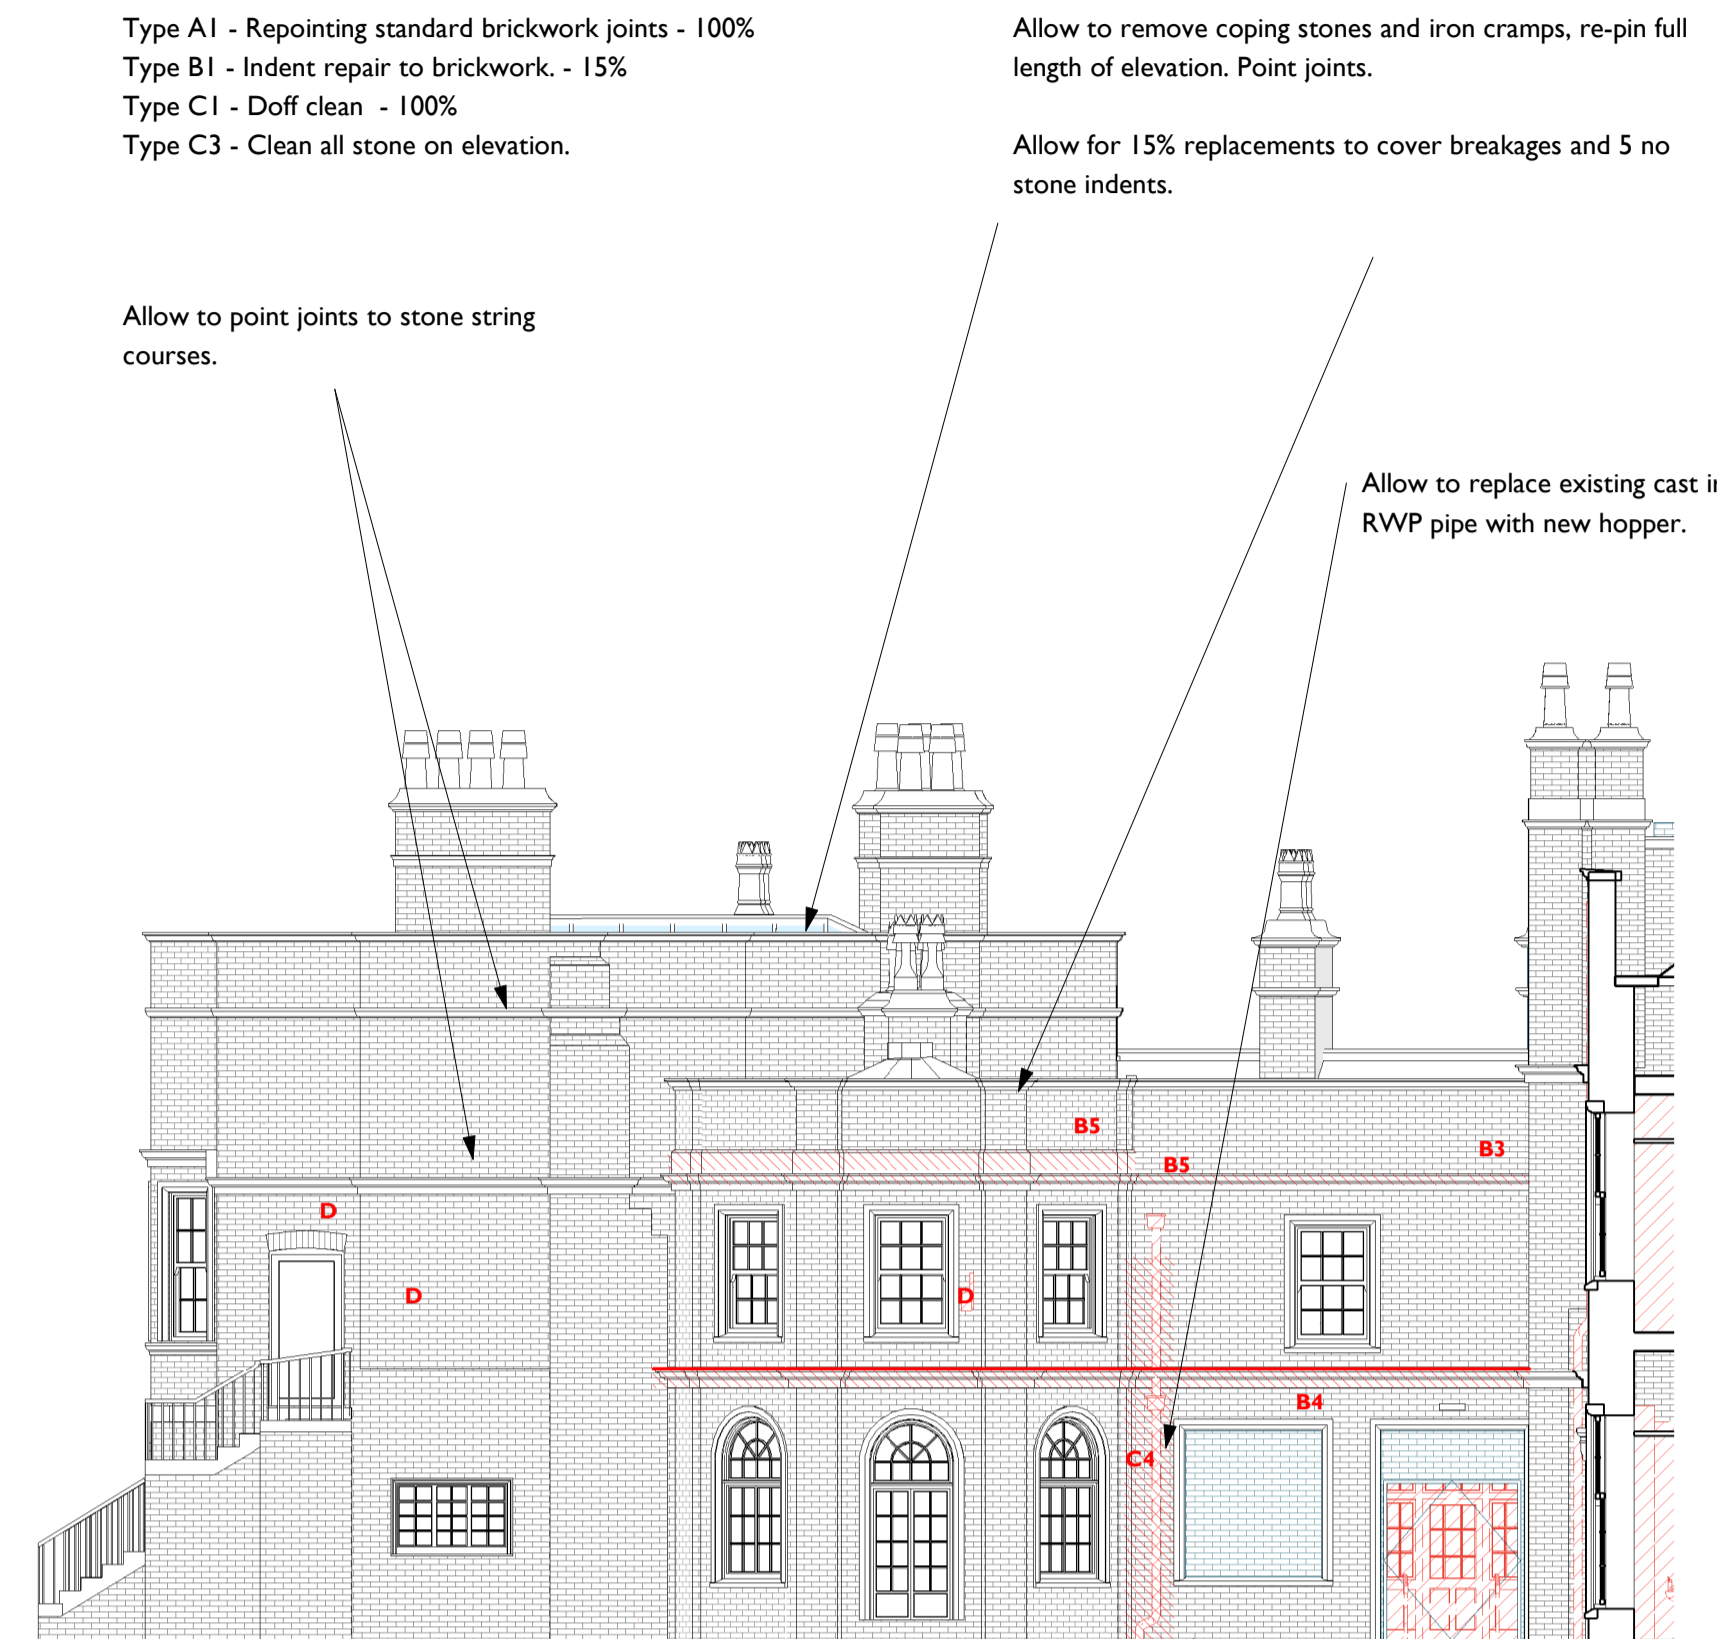 Type A1 - Repointing standard brickwork joints - 100%
Type B1 - Indent repair to brickwork. - 15%
Type C1 - Doff clean  - 100%
Type C3 - Clean all stone on elevation.
Allow to remove coping stones and iron cramps, re-pin full
length of elevation. Point joints.
Allow for 15% replacements to cover breakages and 5 no
stone indents.
Allow to point joints to stone string
courses.
Allow to replace existing cast
RWP pipe with new hopper.
B5
B5
B3
D
D
D
B4
C4